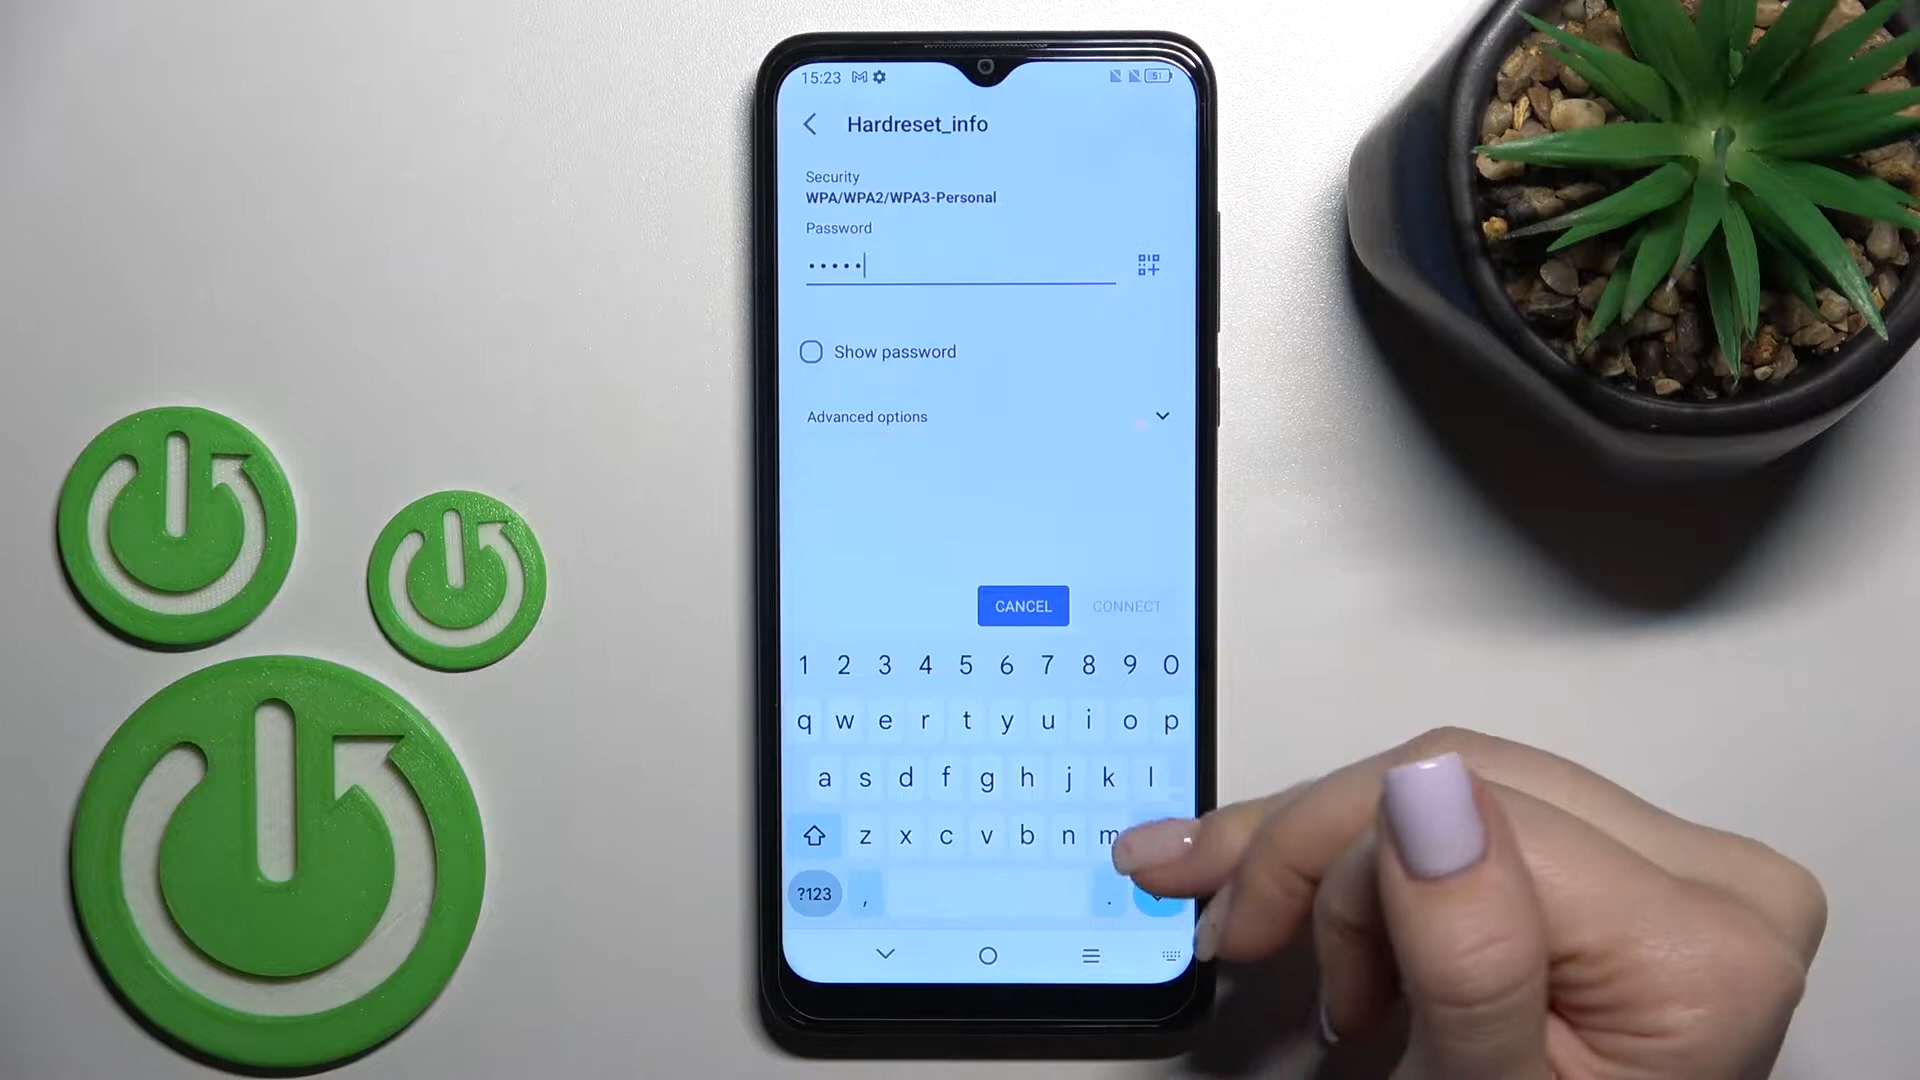 15:23 51
Hardreset_info
Security
WPA/WPA2/WPA3-Personal
Password
•••••
Show password
Advanced options
CANCEL CONNECT
1 2 3 4 5 6 7 8 9 0
q w e r t y u i o p
a s d f g h j k l
z x c v b n m
?123 , .